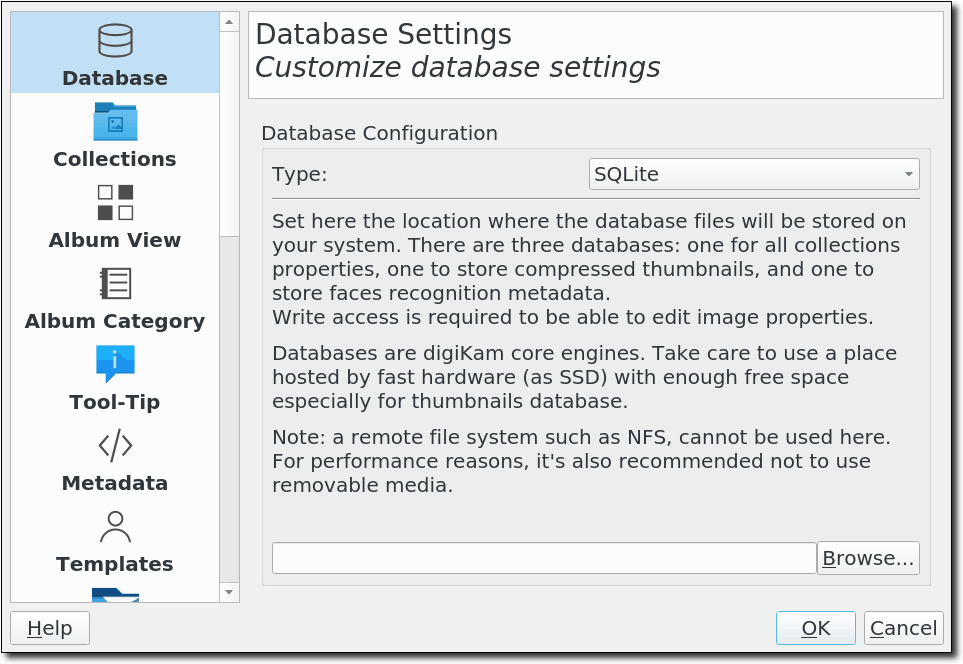 Database
Collections
Album View
Album Category
Tool-Tip
Metadata
Templates
Database Settings
Customize database settings
Database Configuration
Type:
SQLite
Set here the location where the database files will be stored on
your system. There are three databases: one for all collections
properties, one to store compressed thumbnails, and one to
store faces recognition metadata.
Write access is required to be able to edit image properties.
Databases are digiKam core engines. Take care to use a place
hosted by fast hardware (as SSD) with enough free space
especially for thumbnails database.
Note: a remote file system such as NFS, cannot be used here.
For performance reasons, it's also recommended not to use
removable media.
Browse...
Help
OK
Cancel